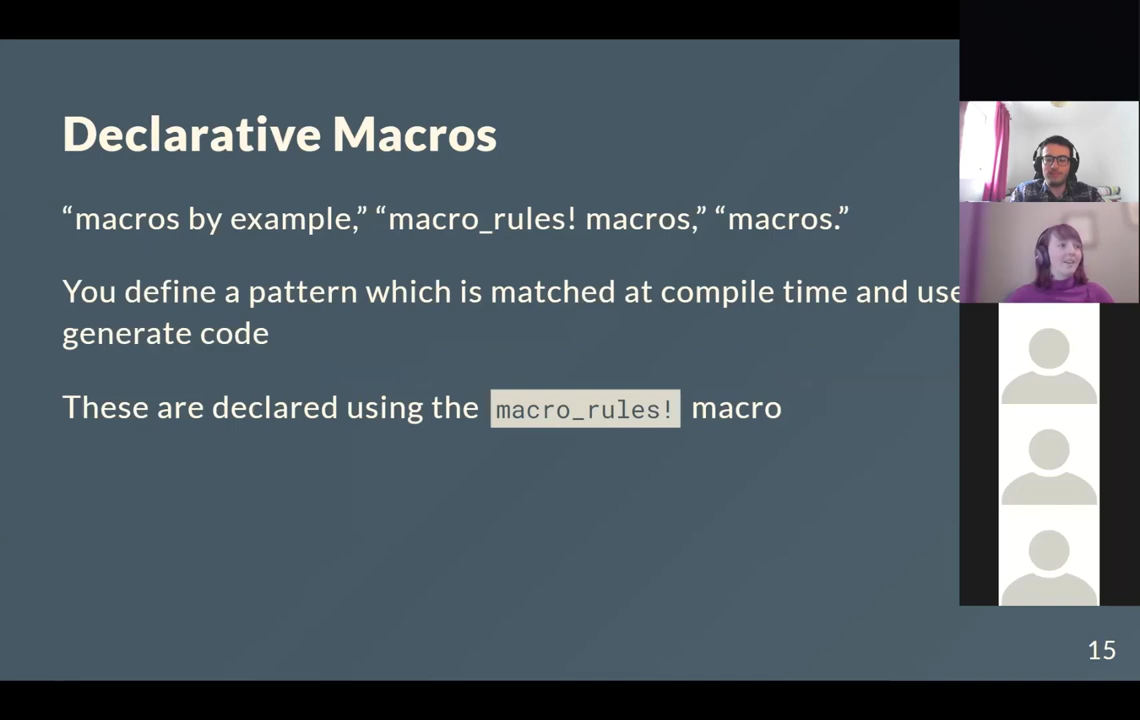 Declarative Macros
“macros by example,” “macro_rules! macros,” “macros.”
You define a pattern which is matched at compile time and use
generate code
These are declared using the macro_rules! macro
15